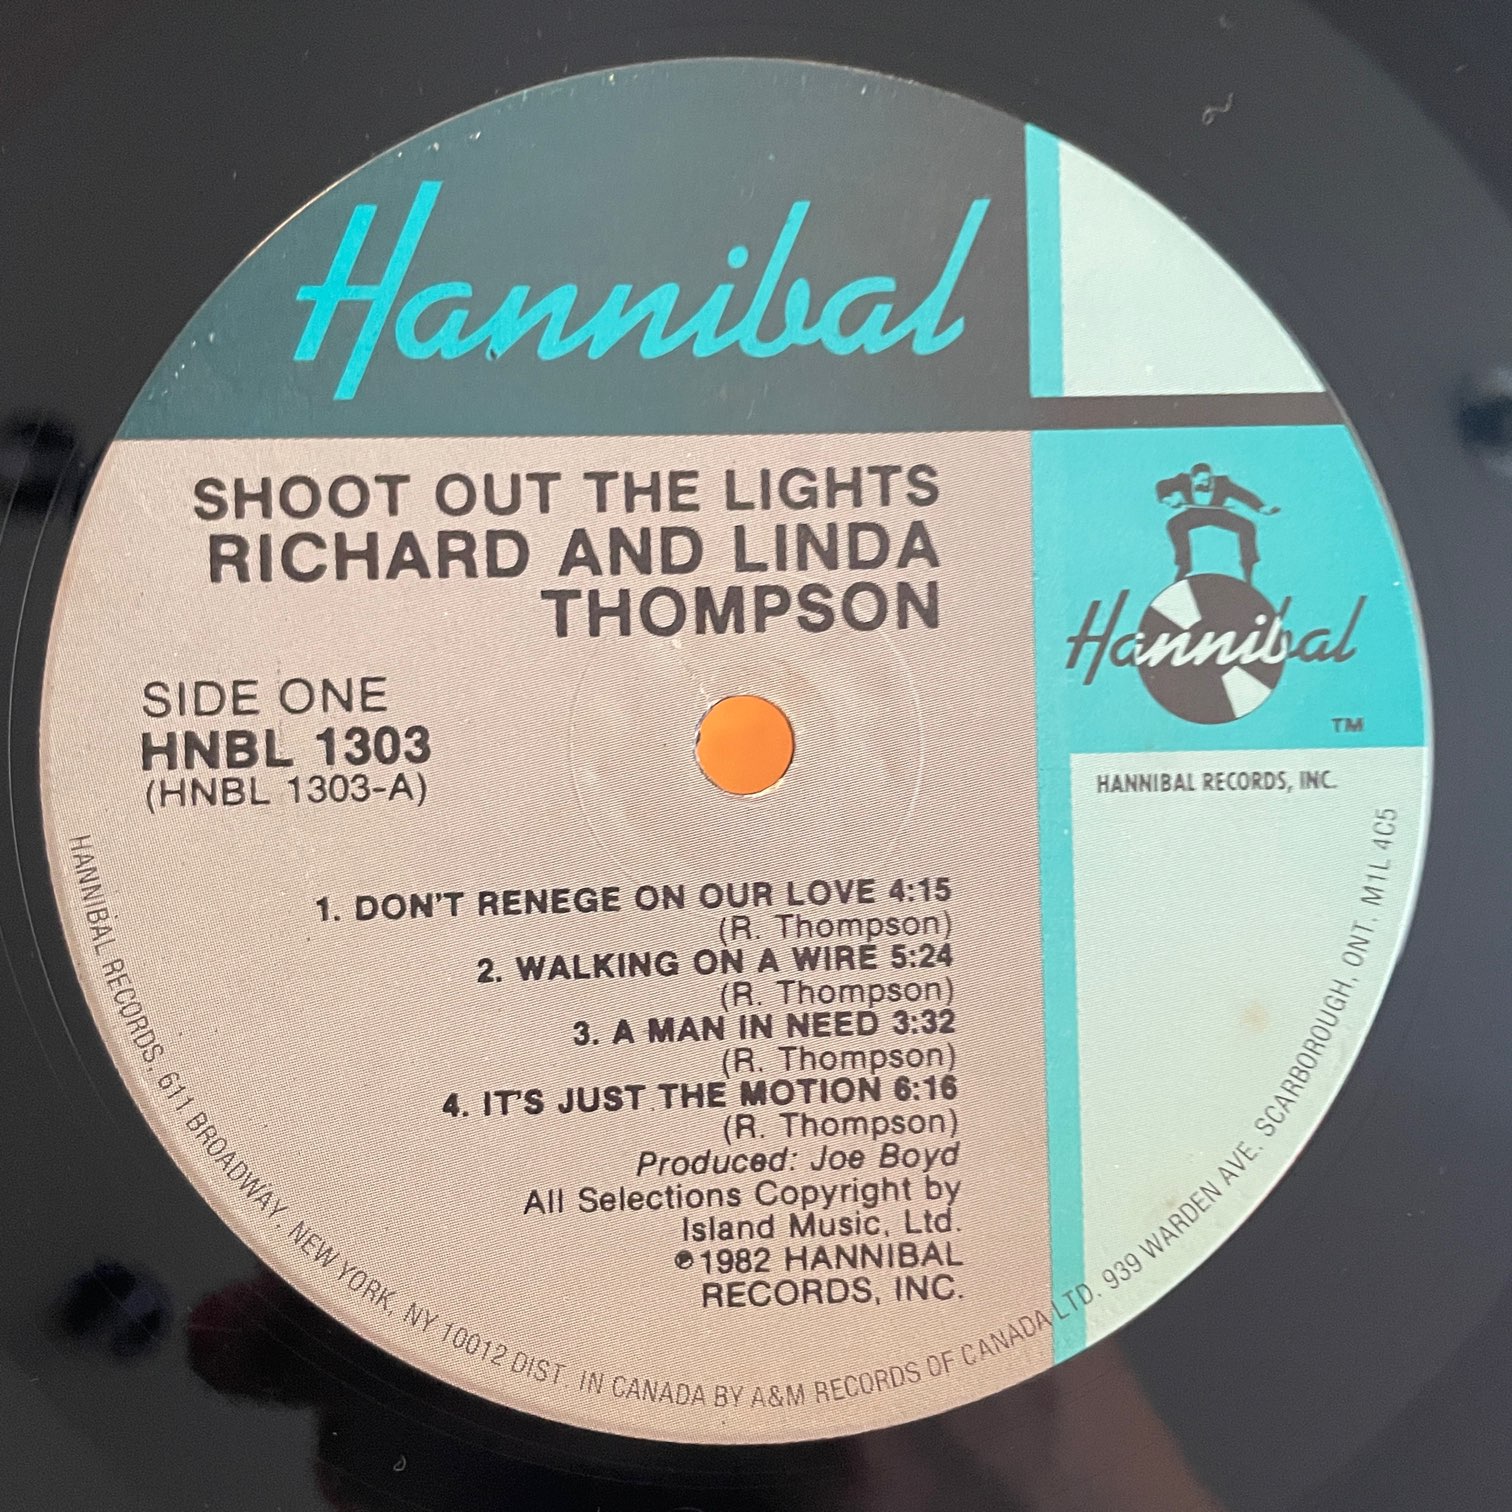 Hannibal
SHOOT OUT THE LIGHTS
RICHARD AND LINDA
THOMPSON
SIDE ONE
HNBL 1303
(HNBL 1303-A)
Hannibal
TM
HANNIBAL RECORDS, INC.
1. DON'T RENEGE ON OUR LOVE 4:15
(R. Thompson)
2. WALKING ON A WIRE 5:24
(R. Thompson)
3. A MAN IN NEED 3:32
(R. Thompson)
4. IT'S JUST THE MOTION 6:16
(R. Thompson)
Produced: Joe Boyd
All Selections Copyright by
Island Music, Ltd.
℗1982 HANNIBAL
RECORDS, INC.
HANNIBAL RECORDS, 611 BROADWAY, NEW YORK, NY 10012 DIST. IN CANADA BY A&M RECORDS OF CANADA LTD. 939 WARDEN AVE. SCARBOROUGH, ONT. M1L 4C5